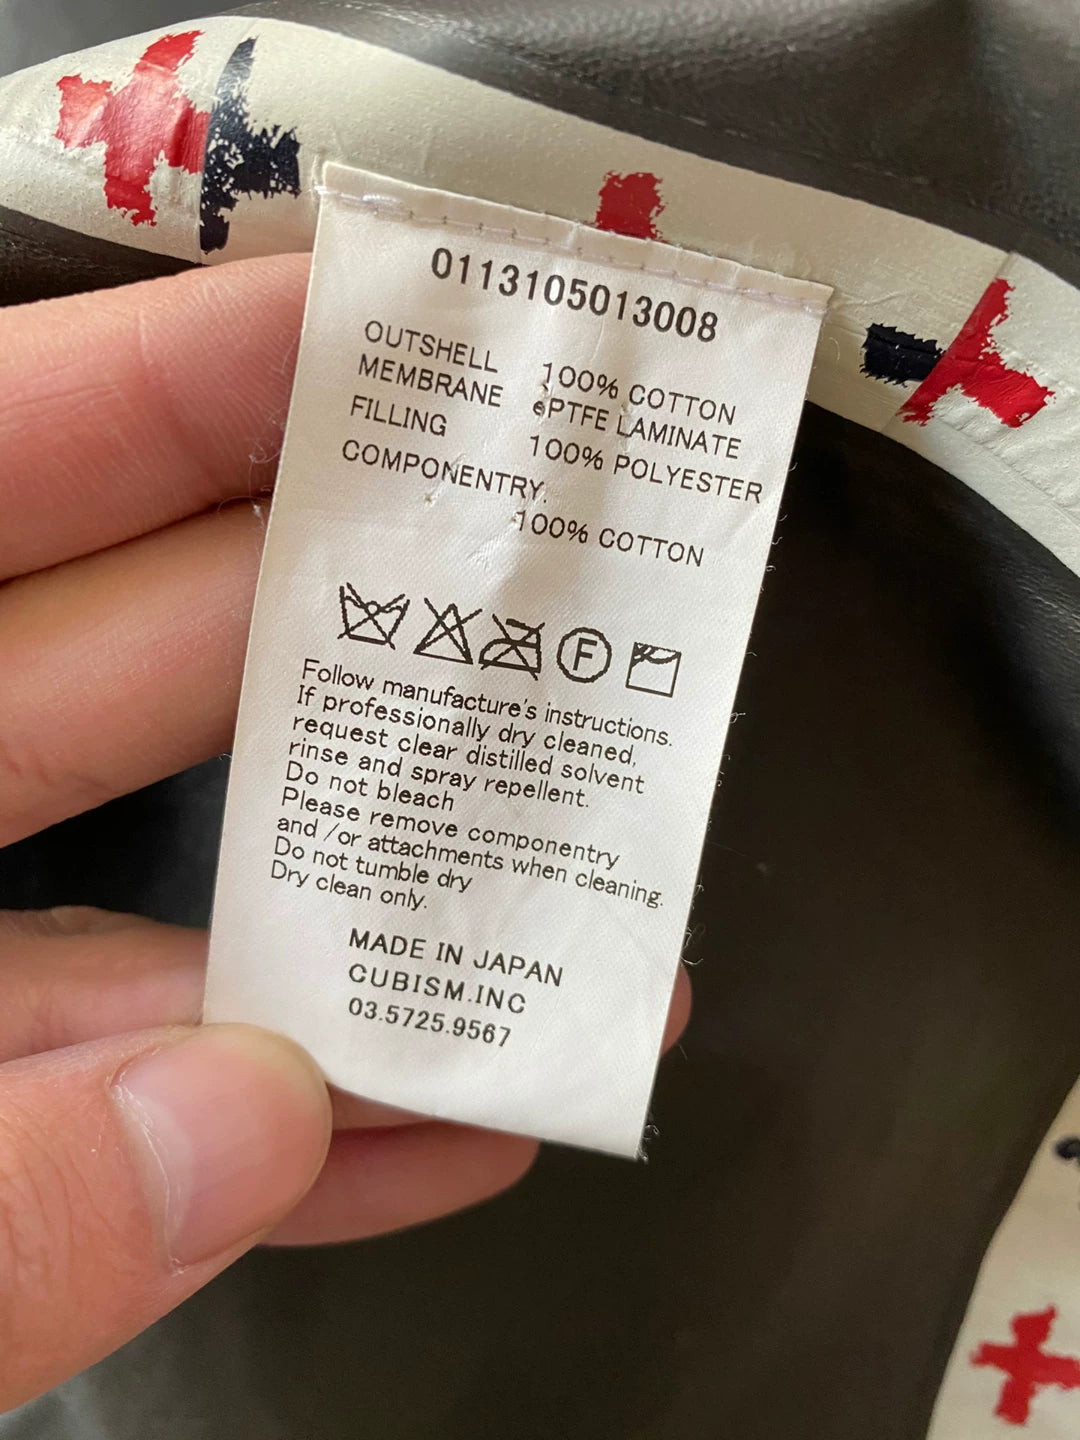 0113105013008
OUTSHELL 100% COTTON
MEMBRANE ePTFE LAMINATE
FILLING 100% POLYESTER
COMPONENTRY.
100% COTTON
F
Follow manufacture's instructions.
If professionally dry cleaned,
request clear distilled solvent
rinse and spray repellent.
Do not bleach
Please remove componentry
and /or attachments when cleaning.
Do not tumble dry
Dry clean only.
MADE IN JAPAN
CUBISM.INC
03.5725.9567